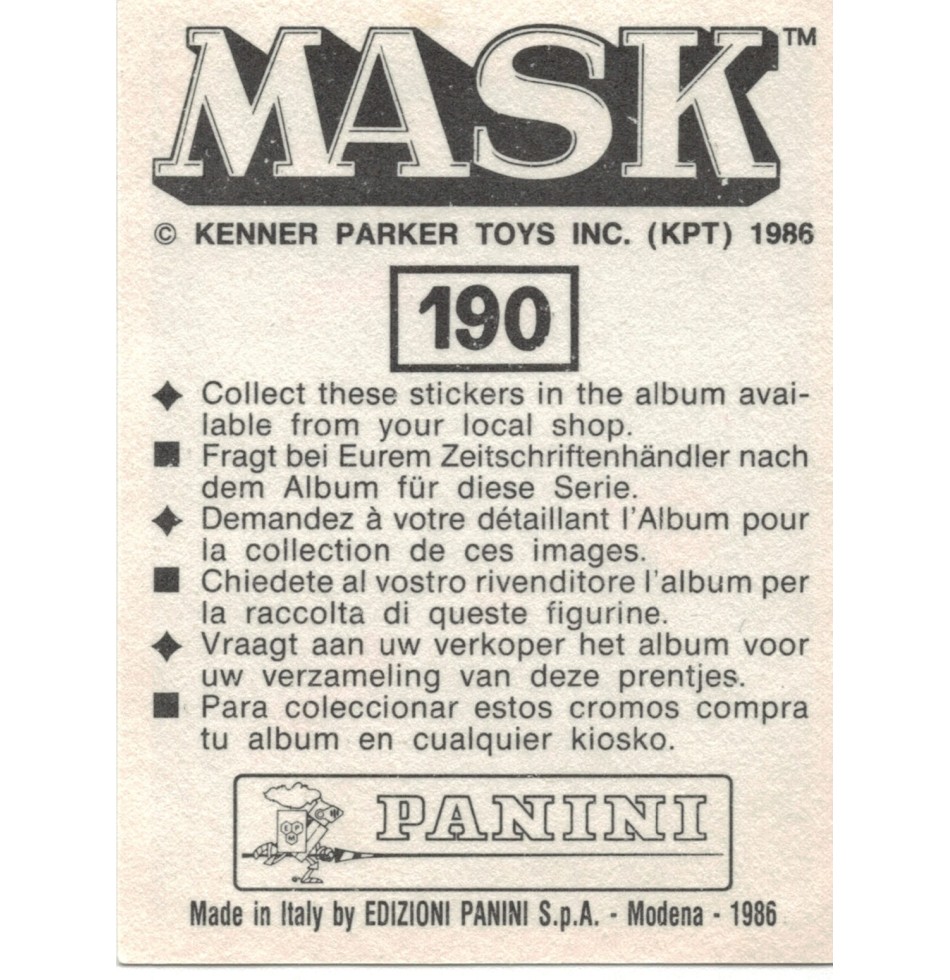 MASK™
© KENNER PARKER TOYS INC. (KPT) 1986
190
Collect these stickers in the album avai-
lable from your local shop.
Fragt bei Eurem Zeitschriftenhändler nach
dem Album für diese Serie.
Demandez à votre détaillant l'Album pour
la collection de ces images.
Chiedete al vostro rivenditore l'album per
la raccolta di queste figurine.
Vraagt aan uw verkoper het album voor
uw verzameling van deze prentjes.
Para coleccionar estos cromos compra
tu album en cualquier kiosko.
EPM
PANINI
Made in Italy by EDIZIONI PANINI S.p.A. - Modena - 1986